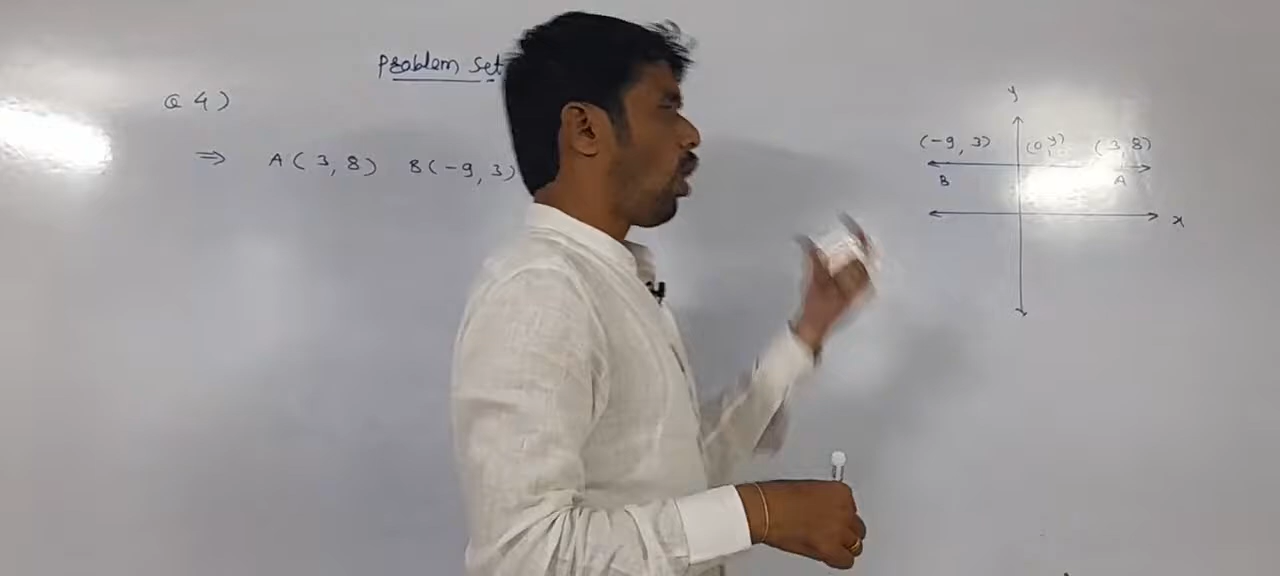 Problem Set
Q 4)
⇒ A(3,8) B(-9,3)
y
(-9,3) (0,y) (3,8)
B A
x